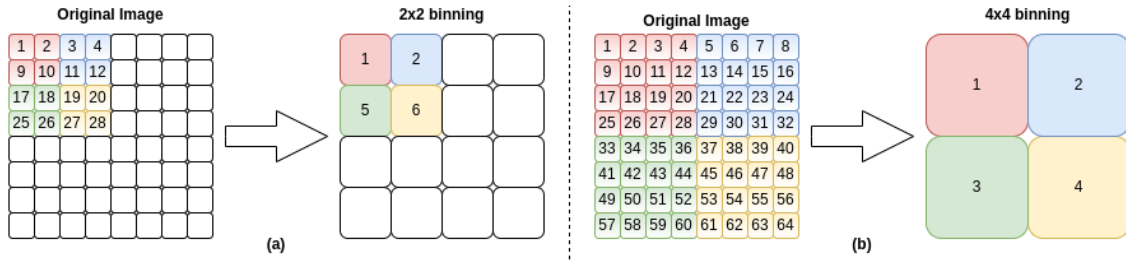 Original Image
2x2 binning
1 2 3 4
9 10 11 12
17 18 19 20
25 26 27 28
1 2
5 6
(a)
Original Image
4x4 binning
1 2 3 4 5 6 7 8
9 10 11 12 13 14 15 16
17 18 19 20 21 22 23 24
25 26 27 28 29 30 31 32
33 34 35 36 37 38 39 40
41 42 43 44 45 46 47 48
49 50 51 52 53 54 55 56
57 58 59 60 61 62 63 64
1 2
3 4
(b)